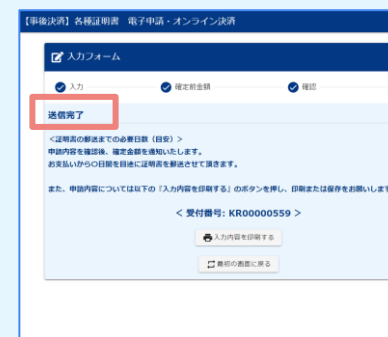 【事後決済】各種証明書　電子申請・オンライン決済
入力フォーム
入力
確定前金額
確認
送信完了
＜証明書の郵送までの必要日数（目安）＞
申請内容を確認後、確定金額を通知いたします。
お支払いから〇日間を目途に証明書を郵送させて頂きます。
また、申請内容については以下の「入力内容を印刷する」のボタンを押し、印刷または保存をお願いしま
＜ 受付番号: KR00000559 ＞
入力内容を印刷する
最初の画面に戻る